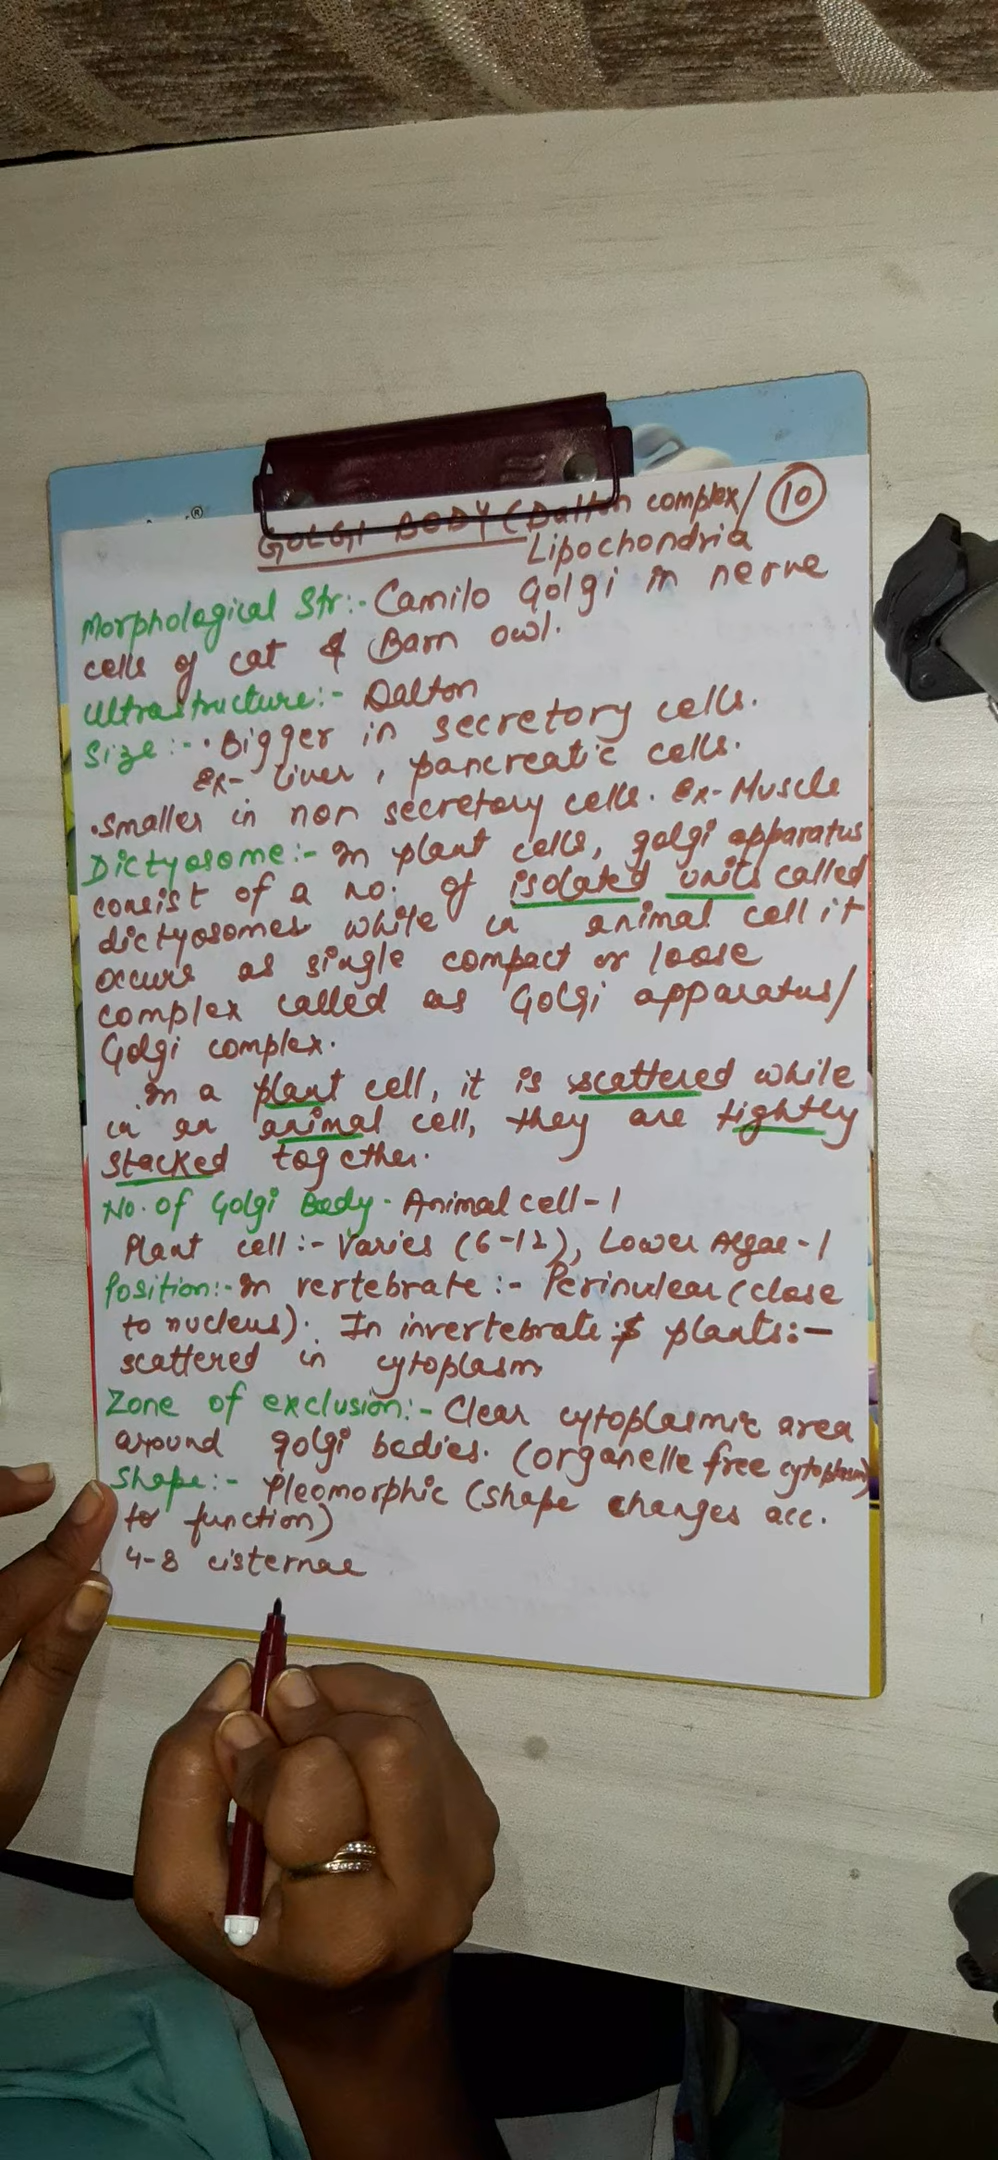 GOLGI BODY (Dalton complex/ 10
Lipochondria
Morphological Str:- Camilo Golgi in nerve
cells of cat & Barn owl.
Ultrastructure:- Dalton
Size:- • Bigger in secretory cells.
Ex- Liver, pancreatic cells.
• Smaller in non secretory cells. Ex- Muscle
Dictyosome:- In plant cells, golgi apparatus
consist of a no. of isolated units called
dictyosomes while in animal cell it
occurs as single compact or loose
complex called as Golgi apparatus/
Golgi complex.
In a plant cell, it is scattered while
in an animal cell, they are tightly
stacked together.
No. of Golgi Body - Animal cell - 1
Plant cell:- Varies (6-12), Lower Algae - 1
Position:- In vertebrate:- Perinulear (close
to nucleus). In invertebrate & plants:-
scattered in cytoplasm
Zone of exclusion:- Clear cytoplasmic area
around golgi bodies. (organelle free cytoplasm)
Shape:- Pleomorphic (shape changes acc.
to function)
4-8 cisternae